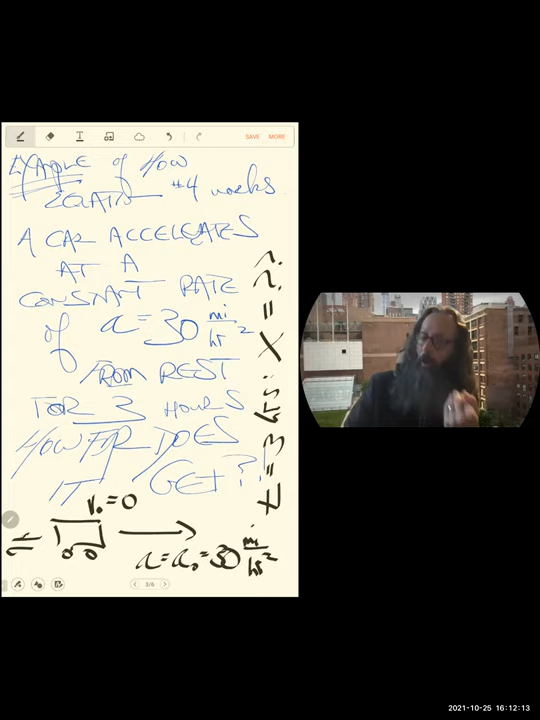 SAVE MORE
EXAMPLE of HOW
EQUATION #4 works
A CAR ACCELERATES
AT A
CONSTANT RATE
of a = 30 mi/hr²
FROM REST
FOR 3 HOURS
HOW FAR DOES
IT GET?
t = 3 hrs: X = ??
V₀ = 0
a = a₀ = 30 mi/hr²
3/6
2021-10-25 16:12:13